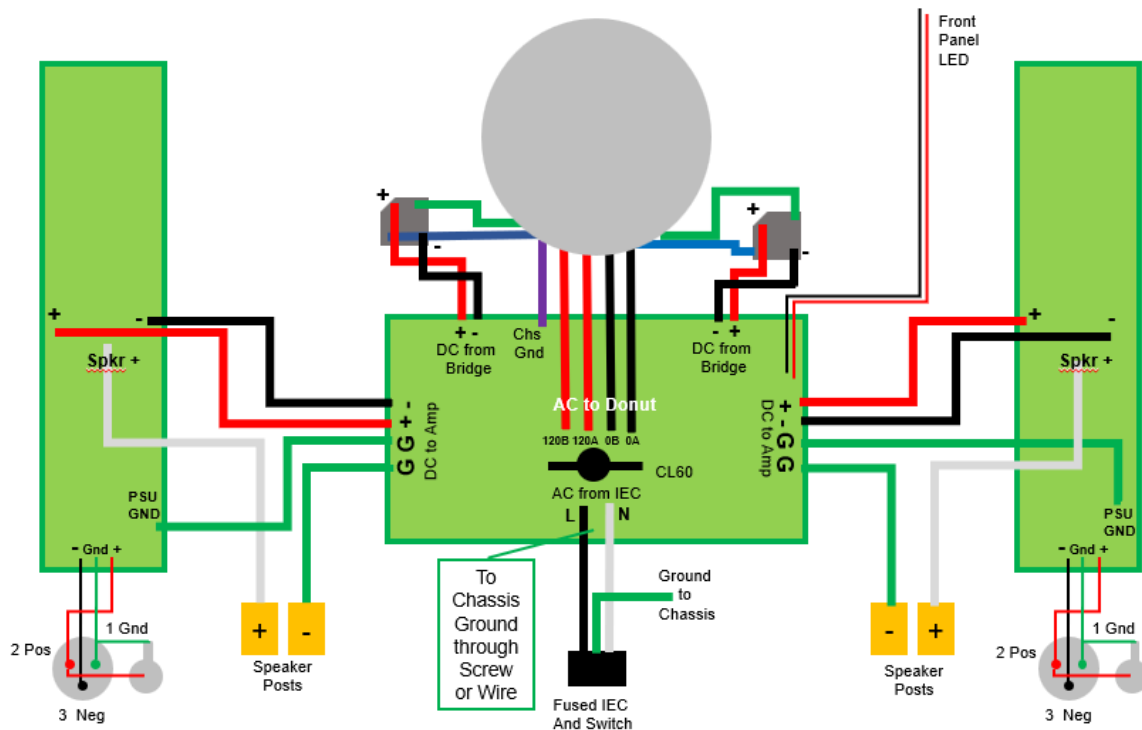 Front
Panel
LED
+
-
+
-
+ -
DC from
Bridge
Chs
Gnd
- +
DC from
Bridge
+
-
Spkr +
+
-
Spkr +
AC to Donut
120B 120A 0B 0A
CL60
AC from IEC
L N
G G + -
DC to Amp
+ - G G
DC to Amp
PSU
GND
PSU
GND
- Gnd +
1 Gnd
2 Pos
3 Neg
+ -
Speaker
Posts
To
Chassis
Ground
through
Screw
or Wire
Ground
to
Chassis
Fused IEC
And Switch
- +
Speaker
Posts
- Gnd +
1 Gnd
2 Pos
3 Neg